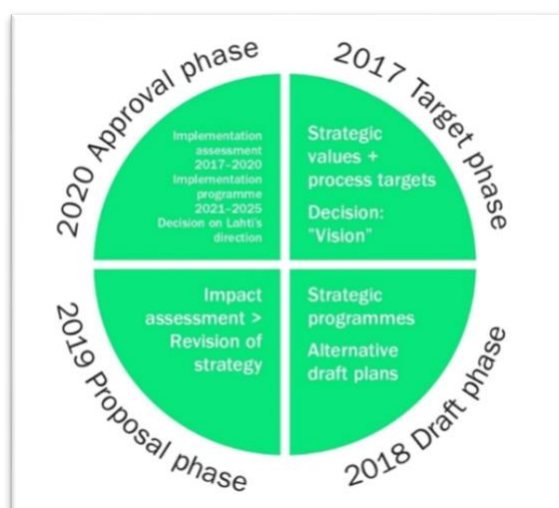 2017 Target phase
Strategic
values +
process targets
Decision:
"Vision"
2018 Draft phase
Strategic
programmes
Alternative
draft plans
2019 Proposal phase
Impact
assessment >
Revision of
strategy
2020 Approval phase
Implementation
assessment
2017–2020
Implementation
programme
2021–2025
Decision on Lahti's
direction